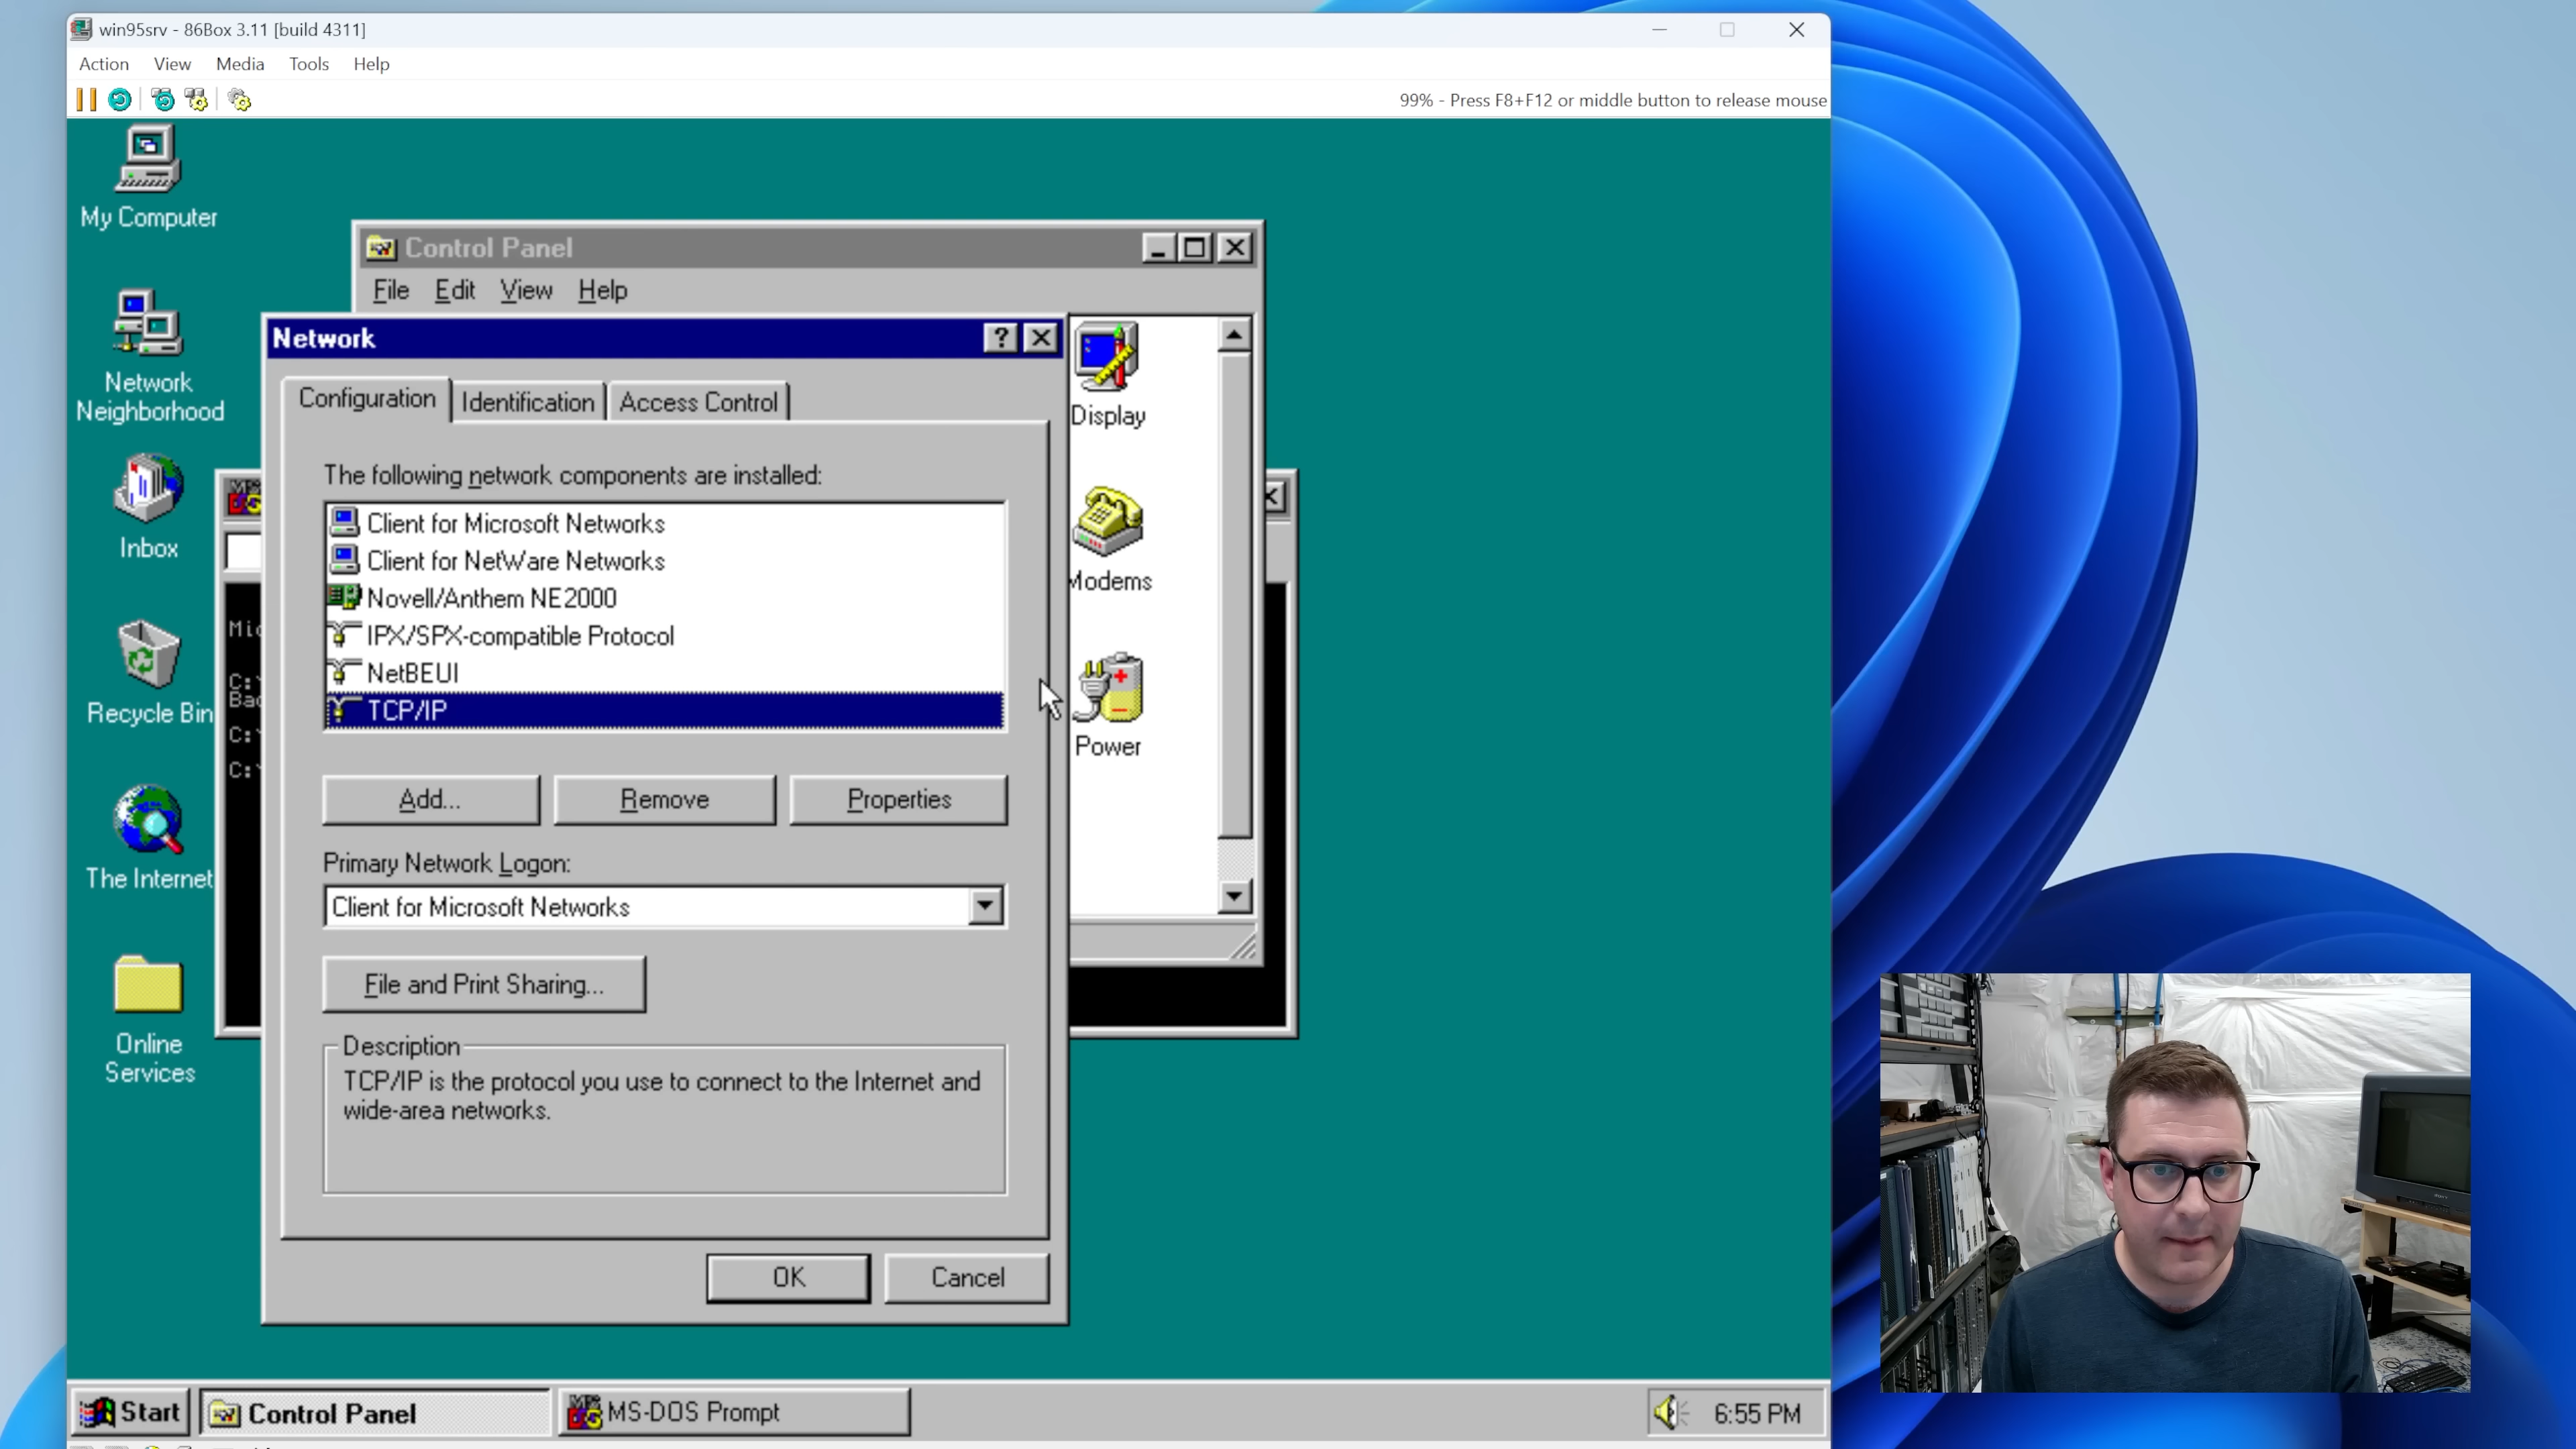 win95srv - 86Box 3.11 [build 4311]
Action View Media Tools Help
99% - Press F8+F12 or middle button to release mouse
My Computer
Network
Neighborhood
Inbox
Recycle Bin
The Internet
Online
Services
Control Panel
File Edit View Help
Display
Modems
Power
Network
Configuration Identification Access Control
The following network components are installed:
Client for Microsoft Networks
Client for NetWare Networks
Novell/Anthem NE2000
IPX/SPX-compatible Protocol
NetBEUI
TCP/IP
Add... Remove Properties
Primary Network Logon:
Client for Microsoft Networks
File and Print Sharing...
Description
TCP/IP is the protocol you use to connect to the Internet and
wide-area networks.
OK Cancel
Mic
C:\
Bad
C:\
C:\
Start Control Panel MS-DOS Prompt 6:55 PM